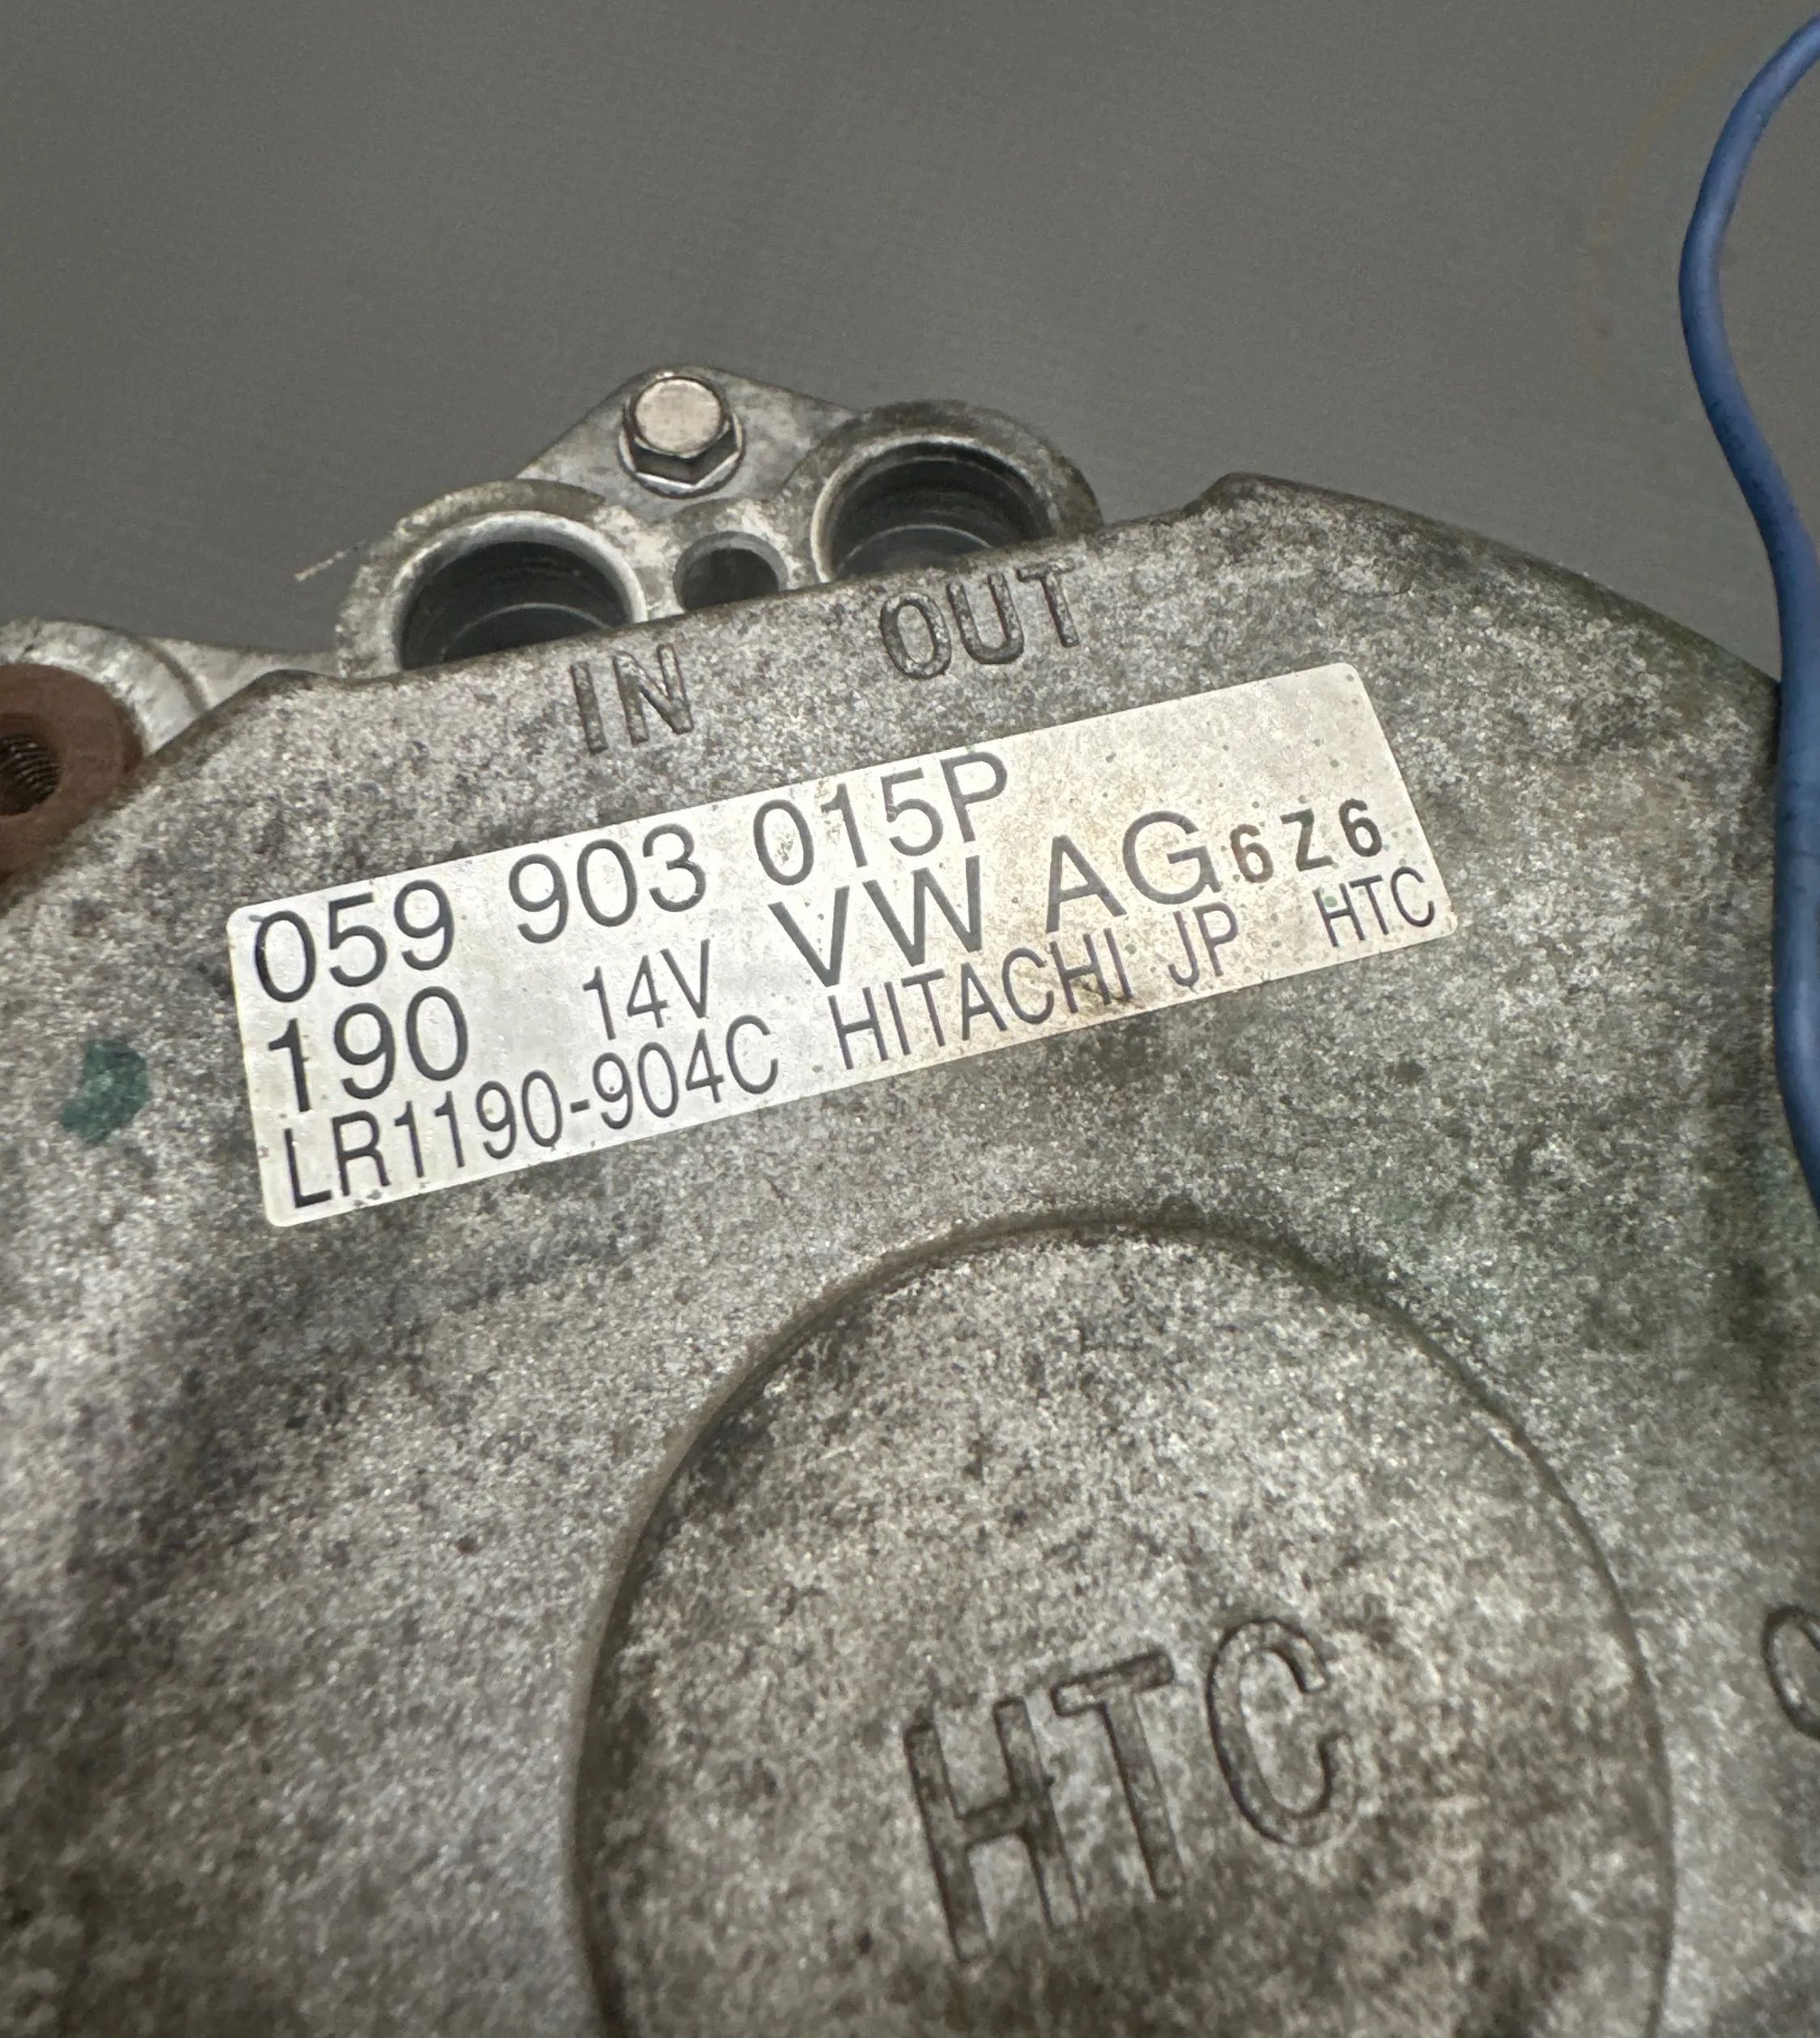 IN OUT
059 903 015P
190 14V VW AG 6Z6
LR1190-904C HITACHI JP HTC
HTC